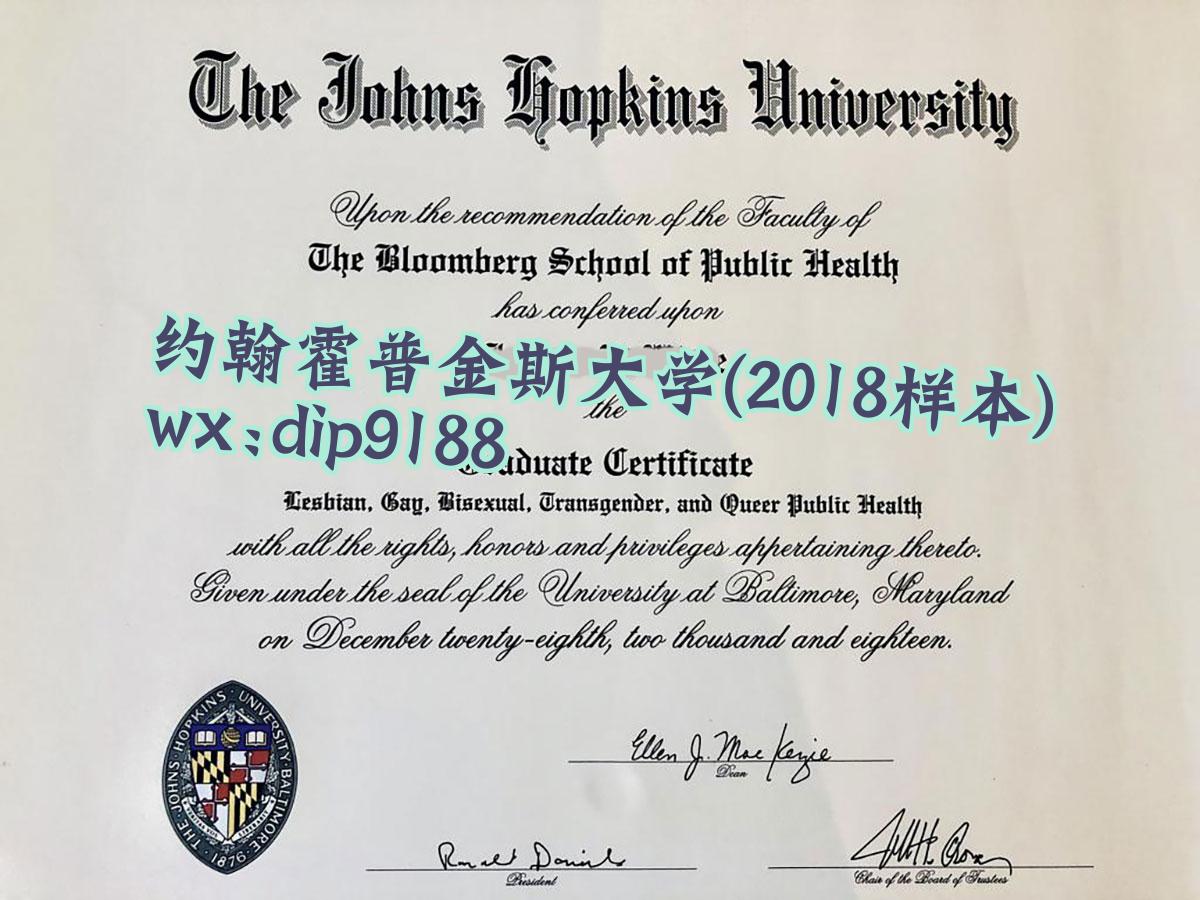 The Johns Hopkins University
Upon the recommendation of the Faculty of
The Bloomberg School of Public Health
has conferred upon
约翰霍普金斯大学(2018样本)
the
wx:dip9188
Graduate Certificate
Lesbian, Gay, Bisexual, Transgender, and Queer Public Health
with all the rights, honors and privileges appertaining thereto.
Given under the seal of the University at Baltimore, Maryland
on December twenty-eighth, two thousand and eighteen.
THE · JOHNS · HOPKINS · UNIVERSITY · BALTIMORE · 1876 ·
Ellen J. MacKenzie
Dean
Ronald Daniels
President
Chair of the Board of Trustees